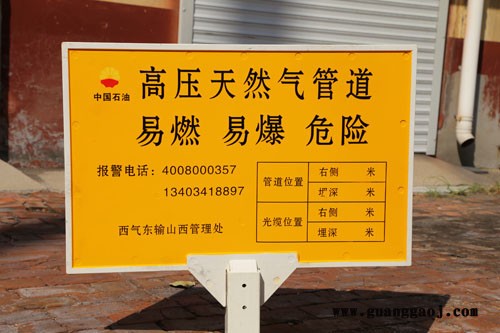 中国石油
高压天然气管道
易燃 易爆 危险
报警电话：4008000357
13403418897
西气东输山西管理处
管道位置 右侧 米
埋深 米
光缆位置 右侧 米
埋深 米
www.guanggaoj.com